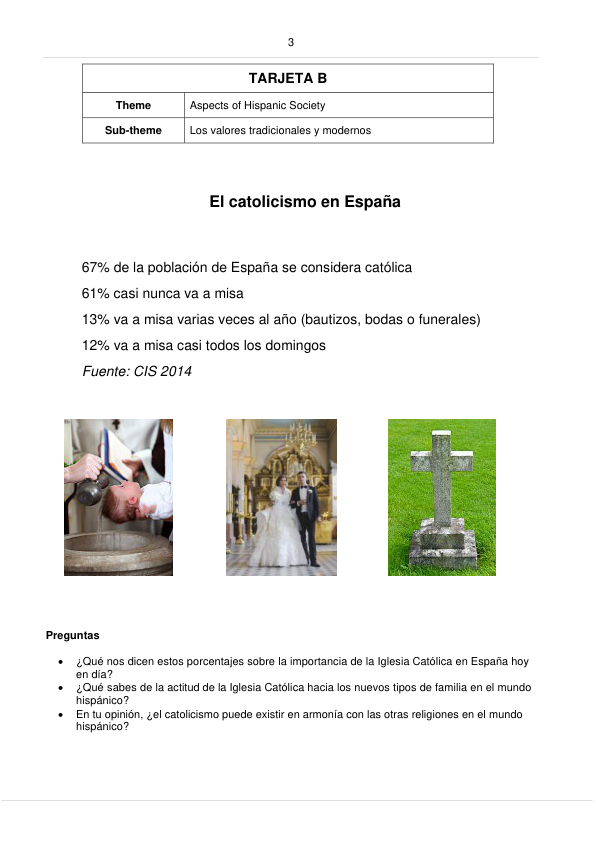 3
TARJETA B
Theme
Aspects of Hispanic Society
Sub-theme
Los valores tradicionales y modernos
El catolicismo en España
67% de la población de España se considera católica
61% casi nunca va a misa
13% va a misa varias veces al año (bautizos, bodas o funerales)
12% va a misa casi todos los domingos
Fuente: CIS 2014
Preguntas
• ¿Qué nos dicen estos porcentajes sobre la importancia de la Iglesia Católica en España hoy
en día?
• ¿Qué sabes de la actitud de la Iglesia Católica hacia los nuevos tipos de familia en el mundo
hispánico?
• En tu opinión, ¿el catolicismo puede existir en armonía con las otras religiones en el mundo
hispánico?